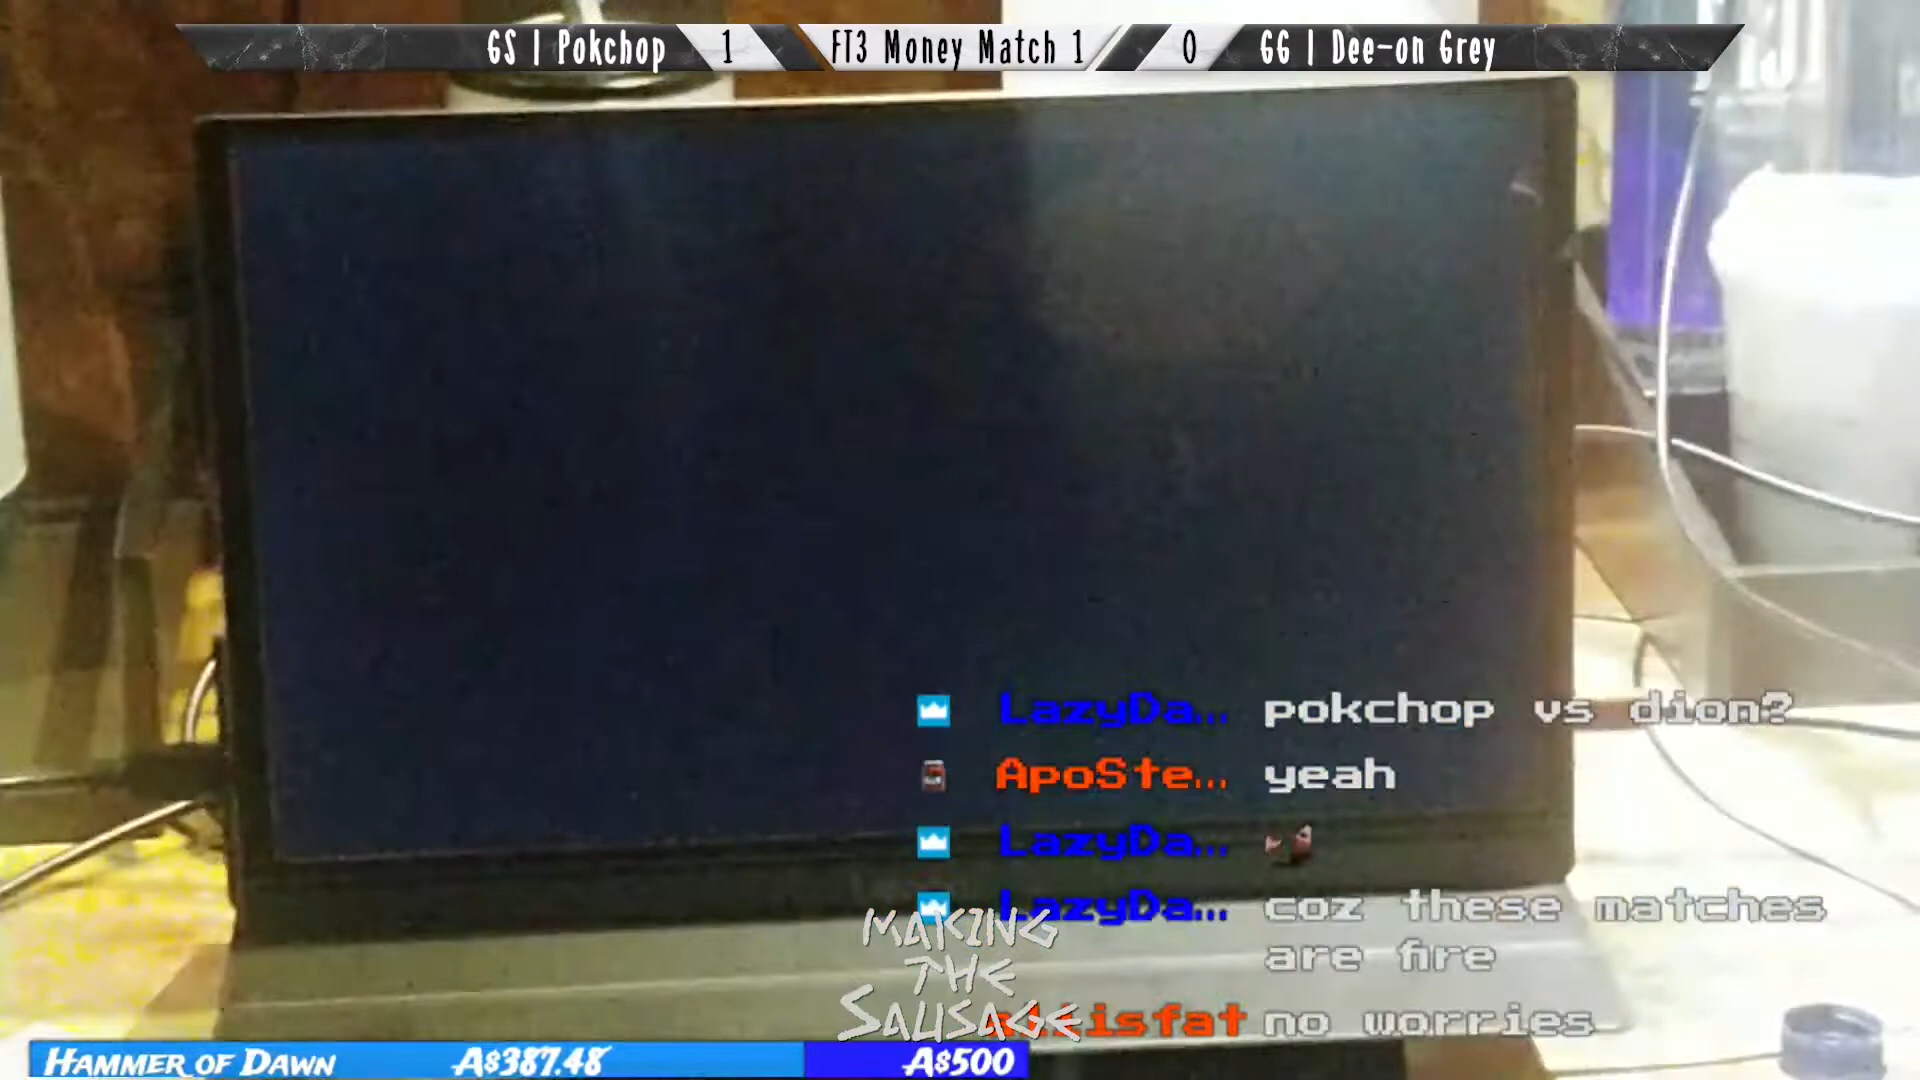 GS | Pokchop 1 FT3 Money Match 1 0 GG | Dee-on Grey
LazyDa... pokchop vs dion?
ApoSte... yeah
LazyDa...
LazyDa... coz these matches
are fire
MAKING
THE
SAUSAGE
no worries
HAMMER OF DAWN A$387.48 A$500